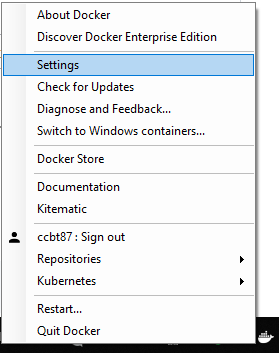 About Docker
Discover Docker Enterprise Edition
Settings
Check for Updates
Diagnose and Feedback...
Switch to Windows containers...
Docker Store
Documentation
Kitematic
ccbt87 : Sign out
Repositories
Kubernetes
Restart...
Quit Docker